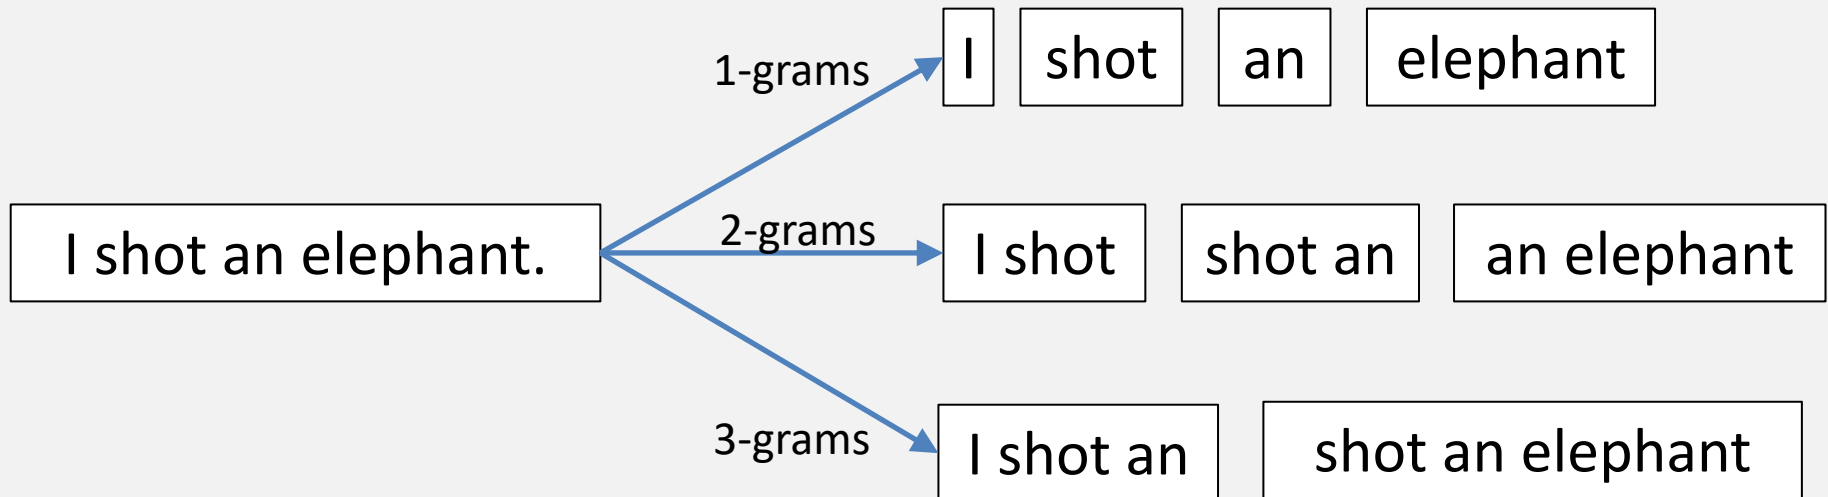 1-grams
I
shot
an
elephant
I shot an elephant.
2-grams
I shot
shot an
an elephant
3-grams
I shot an
shot an elephant